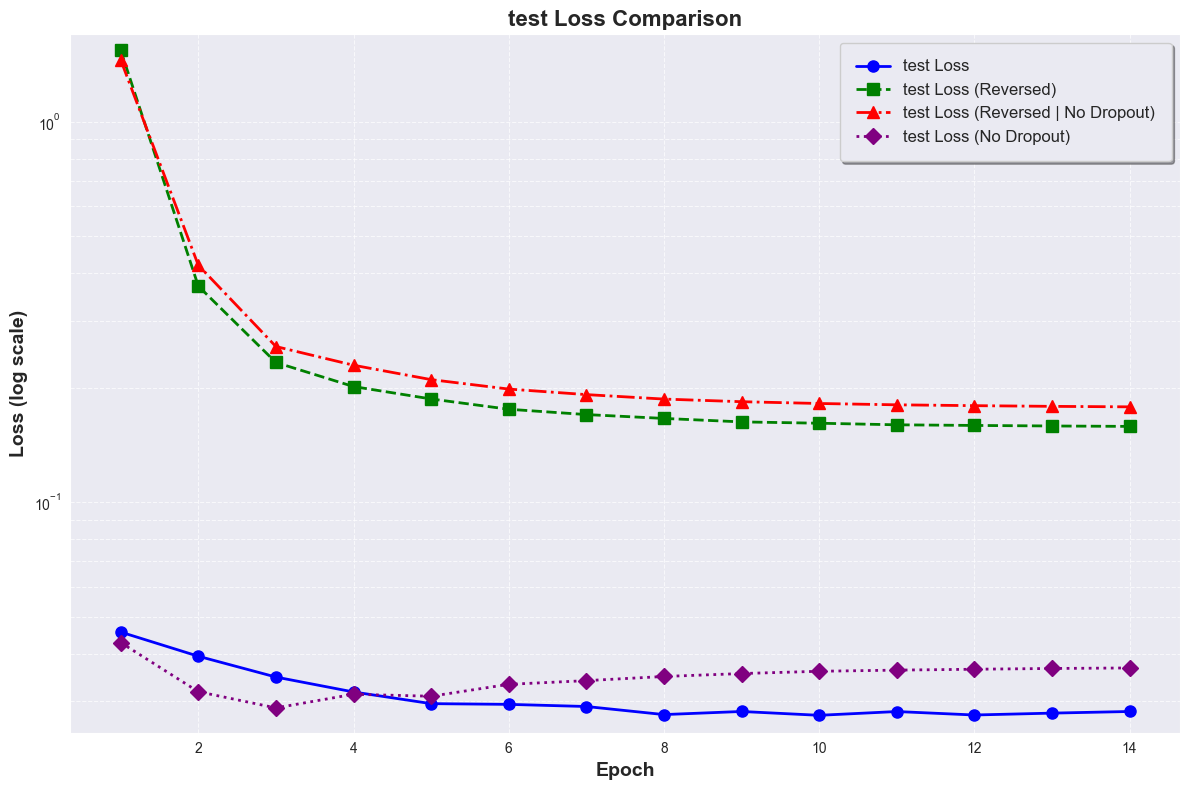 test Loss Comparison
test Loss
test Loss (Reversed)
test Loss (Reversed | No Dropout)
test Loss (No Dropout)
10⁰
10⁻¹
Loss (log scale)
2 4 6 8 10 12 14
Epoch